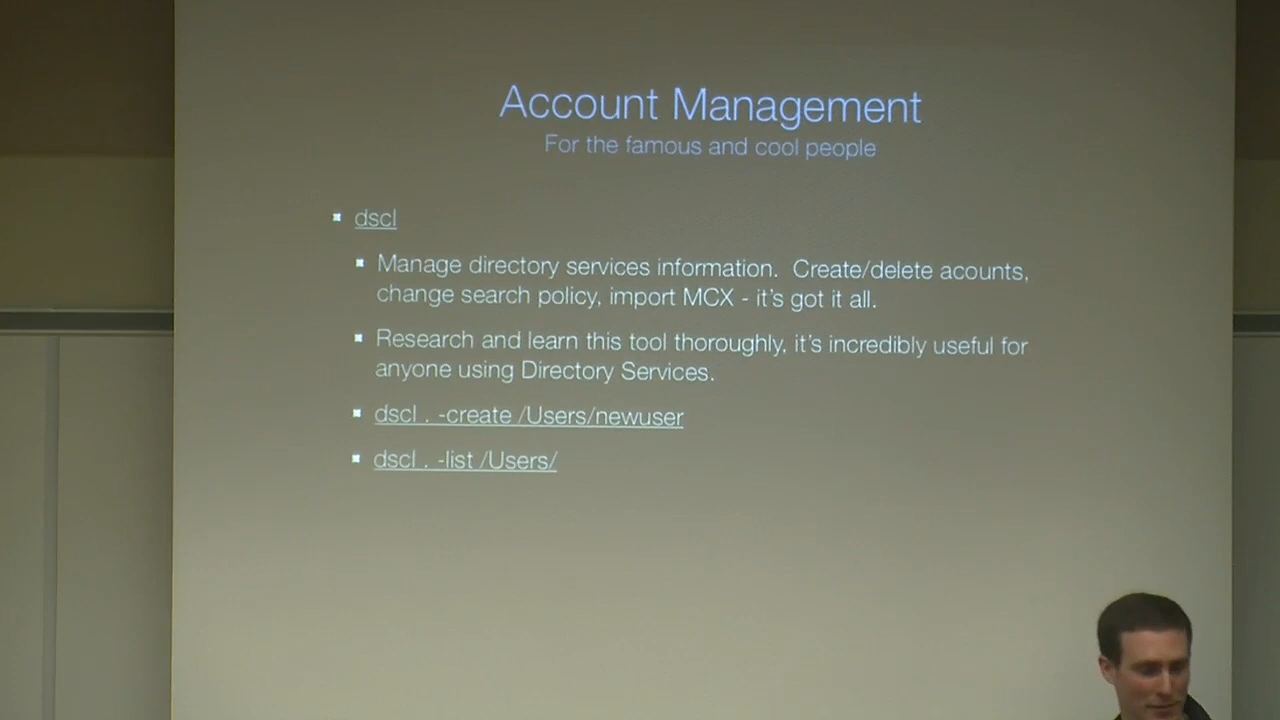 Account Management
For the famous and cool people
dscl
Manage directory services information. Create/delete acounts,
change search policy, import MCX - it's got it all.
Research and learn this tool thoroughly, it's incredibly useful for
anyone using Directory Services.
dscl . -create /Users/newuser
dscl . -list /Users/